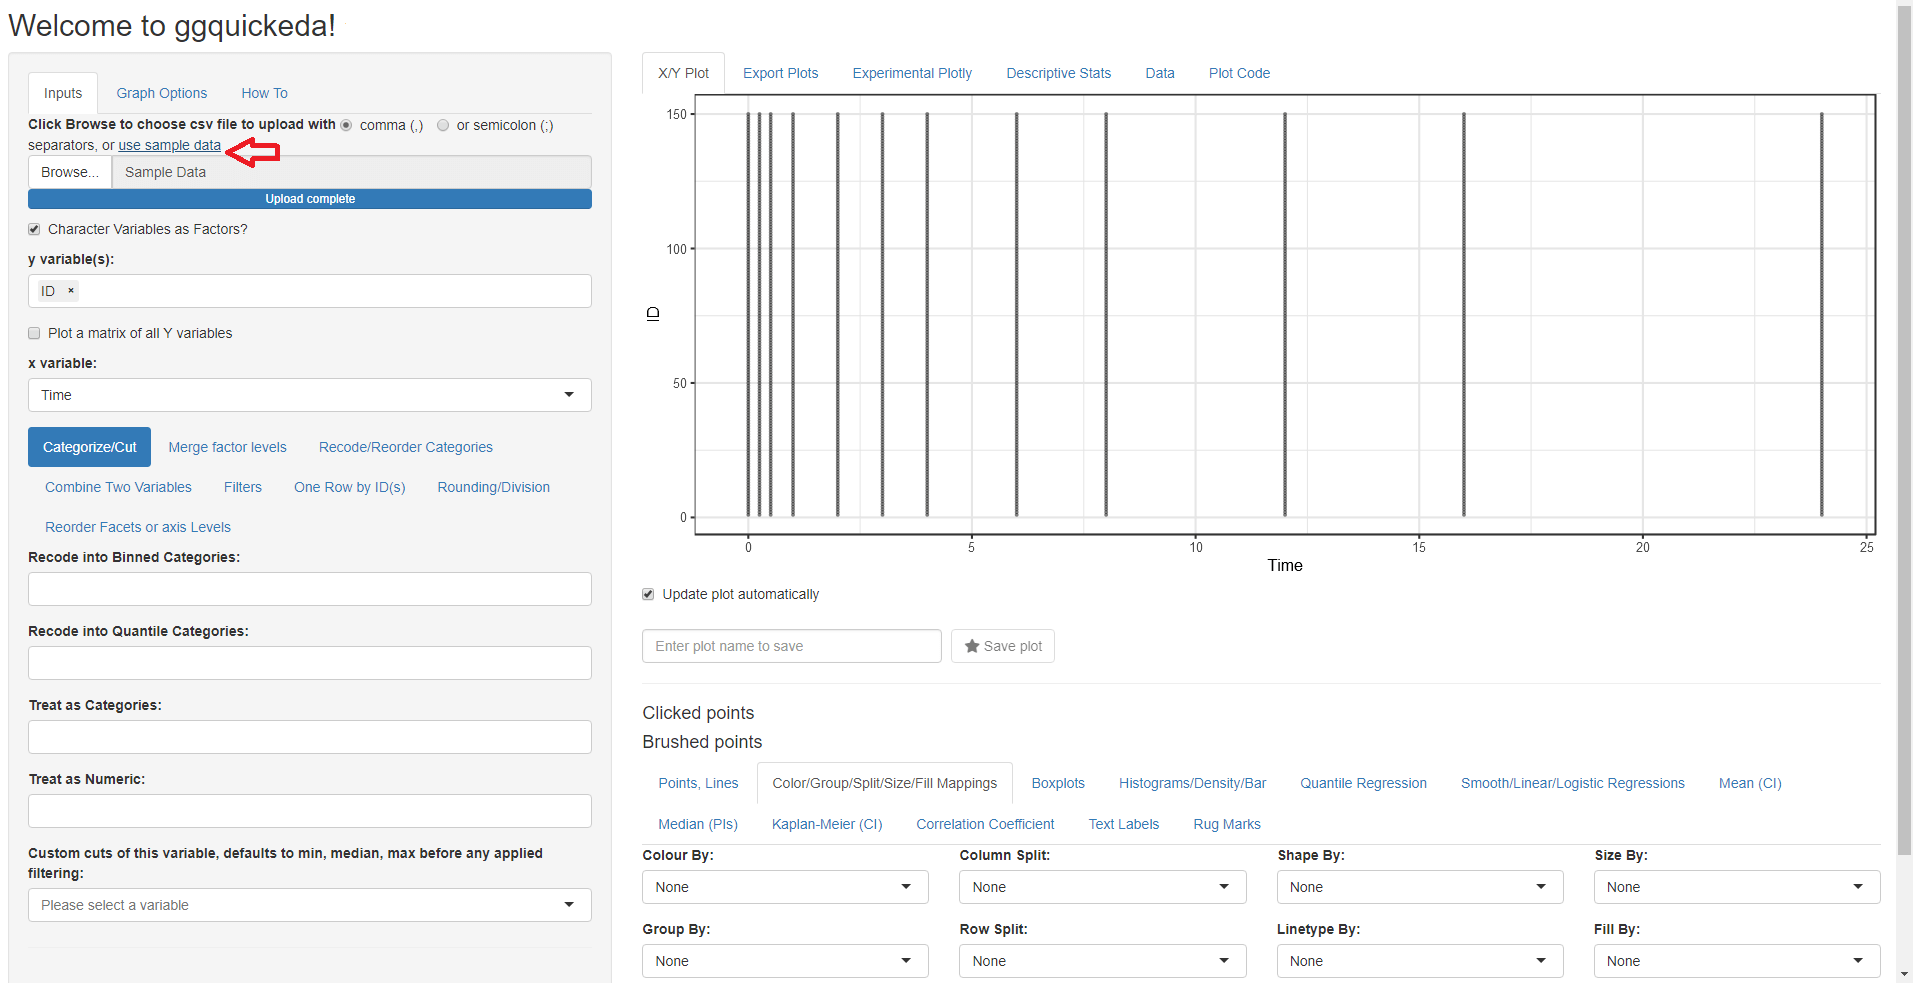 Welcome to ggquickeda!
Inputs
Graph Options
How To
Click Browse to choose csv file to upload with comma (,) or semicolon (;)
separators, or use sample data
Browse... Sample Data
Upload complete
Character Variables as Factors?
y variable(s):
ID ×
Plot a matrix of all Y variables
x variable:
Time
Categorize/Cut Merge factor levels Recode/Reorder Categories
Combine Two Variables Filters One Row by ID(s) Rounding/Division
Reorder Facets or axis Levels
Recode into Binned Categories:
Recode into Quantile Categories:
Treat as Categories:
Treat as Numeric:
Custom cuts of this variable, defaults to min, median, max before any applied
filtering:
Please select a variable
X/Y Plot Export Plots Experimental Plotly Descriptive Stats Data Plot Code
150
100
50
0
ID
0 5 10 15 20 25
Time
Update plot automatically
Enter plot name to save Save plot
Clicked points
Brushed points
Points, Lines Color/Group/Split/Size/Fill Mappings Boxplots Histograms/Density/Bar Quantile Regression Smooth/Linear/Logistic Regressions Mean (CI)
Median (PIs) Kaplan-Meier (CI) Correlation Coefficient Text Labels Rug Marks
Colour By: Column Split: Shape By: Size By:
None None None None
Group By: Row Split: Linetype By: Fill By:
None None None None